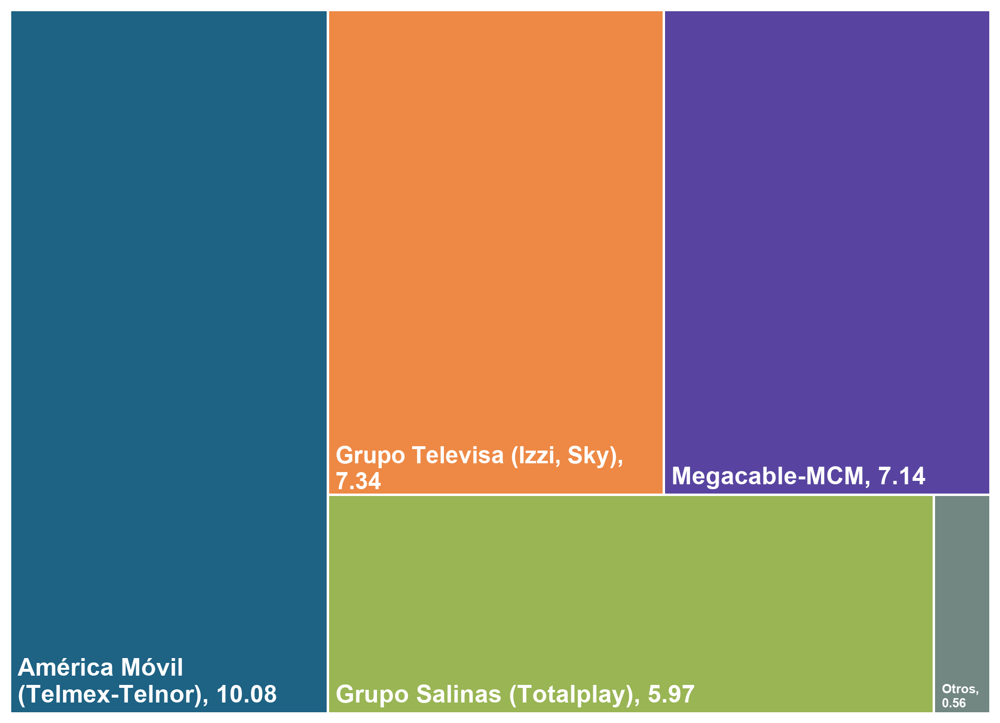 América Móvil
(Telmex-Telnor), 10.08
Grupo Televisa (Izzi, Sky),
7.34
Megacable-MCM, 7.14
Grupo Salinas (Totalplay), 5.97
Otros,
0.56